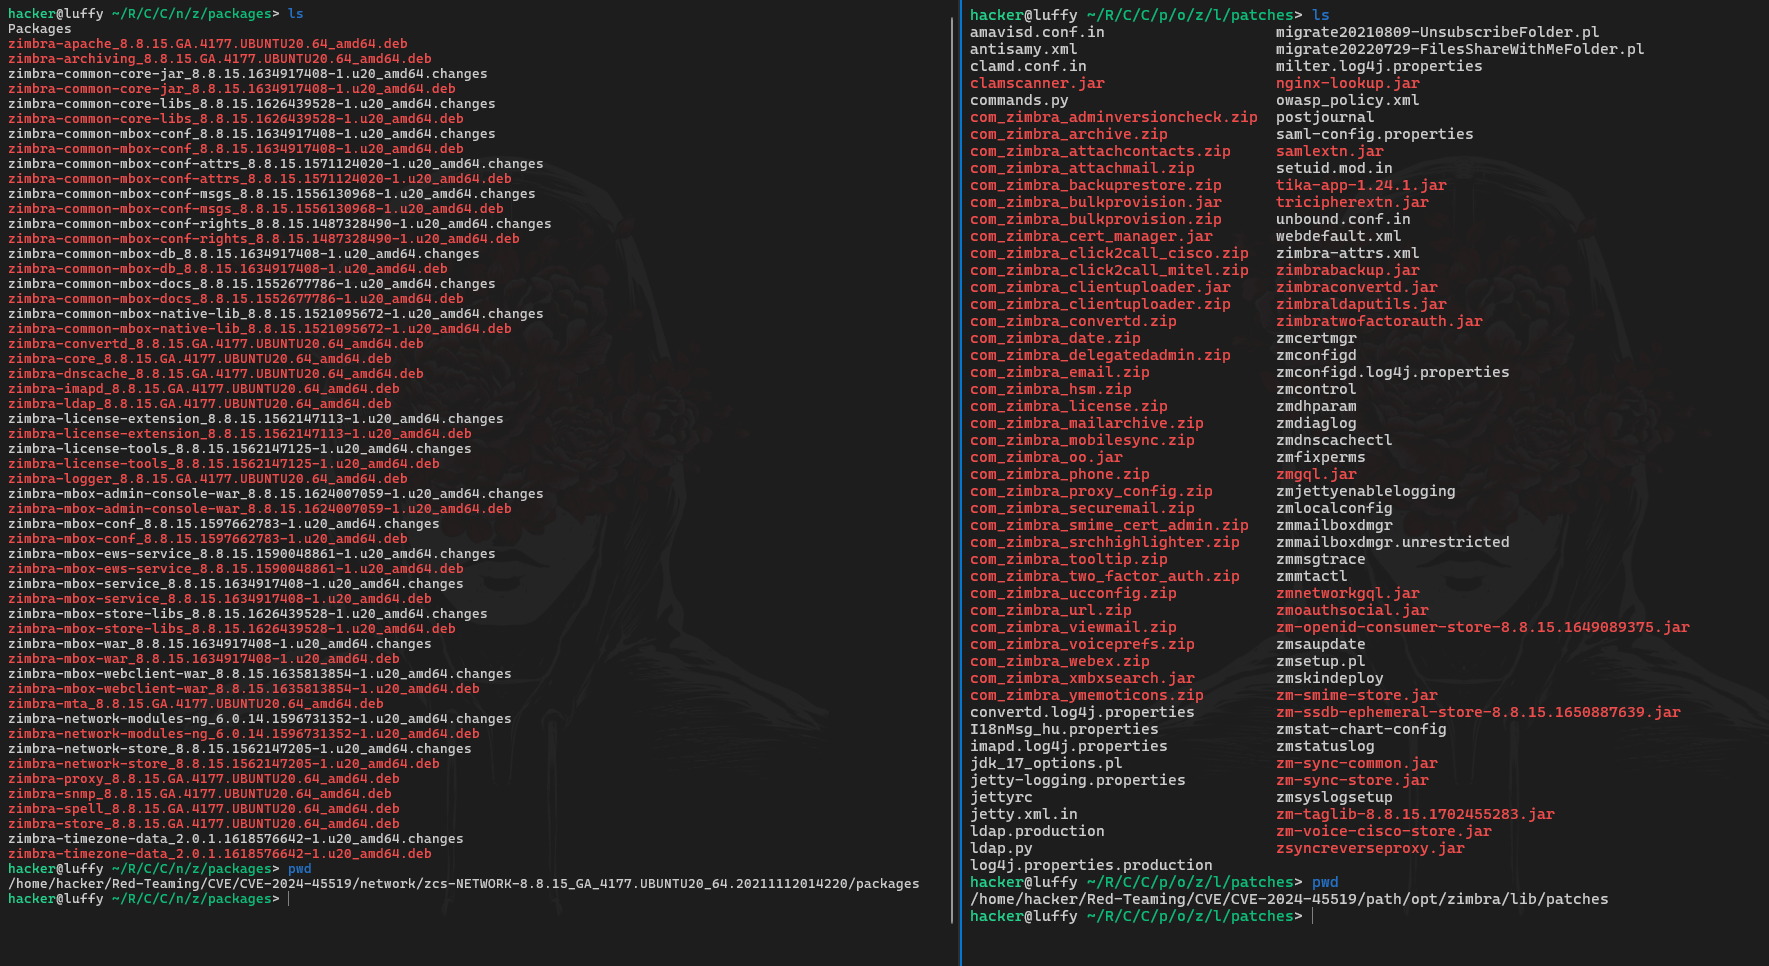 hacker@luffy ~/R/C/C/n/z/packages> ls
Packages
zimbra-apache_8.8.15.GA.4177.UBUNTU20.64_amd64.deb
zimbra-archiving_8.8.15.GA.4177.UBUNTU20.64_amd64.deb
zimbra-common-core-jar_8.8.15.1634917408-1.u20_amd64.changes
zimbra-common-core-jar_8.8.15.1634917408-1.u20_amd64.deb
zimbra-common-core-libs_8.8.15.1626439528-1.u20_amd64.changes
zimbra-common-core-libs_8.8.15.1626439528-1.u20_amd64.deb
zimbra-common-mbox-conf_8.8.15.1634917408-1.u20_amd64.changes
zimbra-common-mbox-conf_8.8.15.1634917408-1.u20_amd64.deb
zimbra-common-mbox-conf-attrs_8.8.15.1571124020-1.u20_amd64.changes
zimbra-common-mbox-conf-attrs_8.8.15.1571124020-1.u20_amd64.deb
zimbra-common-mbox-conf-msgs_8.8.15.1556130968-1.u20_amd64.changes
zimbra-common-mbox-conf-msgs_8.8.15.1556130968-1.u20_amd64.deb
zimbra-common-mbox-conf-rights_8.8.15.1487328490-1.u20_amd64.changes
zimbra-common-mbox-conf-rights_8.8.15.1487328490-1.u20_amd64.deb
zimbra-common-mbox-db_8.8.15.1634917408-1.u20_amd64.changes
zimbra-common-mbox-db_8.8.15.1634917408-1.u20_amd64.deb
zimbra-common-mbox-docs_8.8.15.1552677786-1.u20_amd64.changes
zimbra-common-mbox-docs_8.8.15.1552677786-1.u20_amd64.deb
zimbra-common-mbox-native-lib_8.8.15.1521095672-1.u20_amd64.changes
zimbra-common-mbox-native-lib_8.8.15.1521095672-1.u20_amd64.deb
zimbra-convertd_8.8.15.GA.4177.UBUNTU20.64_amd64.deb
zimbra-core_8.8.15.GA.4177.UBUNTU20.64_amd64.deb
zimbra-dnscache_8.8.15.GA.4177.UBUNTU20.64_amd64.deb
zimbra-imapd_8.8.15.GA.4177.UBUNTU20.64_amd64.deb
zimbra-ldap_8.8.15.GA.4177.UBUNTU20.64_amd64.deb
zimbra-license-extension_8.8.15.1562147113-1.u20_amd64.changes
zimbra-license-extension_8.8.15.1562147113-1.u20_amd64.deb
zimbra-license-tools_8.8.15.1562147125-1.u20_amd64.changes
zimbra-license-tools_8.8.15.1562147125-1.u20_amd64.deb
zimbra-logger_8.8.15.GA.4177.UBUNTU20.64_amd64.deb
zimbra-mbox-admin-console-war_8.8.15.1624007059-1.u20_amd64.changes
zimbra-mbox-admin-console-war_8.8.15.1624007059-1.u20_amd64.deb
zimbra-mbox-conf_8.8.15.1597662783-1.u20_amd64.changes
zimbra-mbox-conf_8.8.15.1597662783-1.u20_amd64.deb
zimbra-mbox-ews-service_8.8.15.1590048861-1.u20_amd64.changes
zimbra-mbox-ews-service_8.8.15.1590048861-1.u20_amd64.deb
zimbra-mbox-service_8.8.15.1634917408-1.u20_amd64.changes
zimbra-mbox-service_8.8.15.1634917408-1.u20_amd64.deb
zimbra-mbox-store-libs_8.8.15.1626439528-1.u20_amd64.changes
zimbra-mbox-store-libs_8.8.15.1626439528-1.u20_amd64.deb
zimbra-mbox-war_8.8.15.1634917408-1.u20_amd64.changes
zimbra-mbox-war_8.8.15.1634917408-1.u20_amd64.deb
zimbra-mbox-webclient-war_8.8.15.1635813854-1.u20_amd64.changes
zimbra-mbox-webclient-war_8.8.15.1635813854-1.u20_amd64.deb
zimbra-mta_8.8.15.GA.4177.UBUNTU20.64_amd64.deb
zimbra-network-modules-ng_6.0.14.1596731352-1.u20_amd64.changes
zimbra-network-modules-ng_6.0.14.1596731352-1.u20_amd64.deb
zimbra-network-store_8.8.15.1562147205-1.u20_amd64.changes
zimbra-network-store_8.8.15.1562147205-1.u20_amd64.deb
zimbra-proxy_8.8.15.GA.4177.UBUNTU20.64_amd64.deb
zimbra-snmp_8.8.15.GA.4177.UBUNTU20.64_amd64.deb
zimbra-spell_8.8.15.GA.4177.UBUNTU20.64_amd64.deb
zimbra-store_8.8.15.GA.4177.UBUNTU20.64_amd64.deb
zimbra-timezone-data_2.0.1.1618576642-1.u20_amd64.changes
zimbra-timezone-data_2.0.1.1618576642-1.u20_amd64.deb
hacker@luffy ~/R/C/C/n/z/packages> pwd
/home/hacker/Red-Teaming/CVE/CVE-2024-45519/network/zcs-NETWORK-8.8.15_GA_4177.UBUNTU20_64.20211112014220/packages
hacker@luffy ~/R/C/C/n/z/packages>
hacker@luffy ~/R/C/C/p/o/z/l/patches> ls
amavisd.conf.in migrate20210809-UnsubscribeFolder.pl
antisamy.xml migrate20220729-FilesShareWithMeFolder.pl
clamd.conf.in milter.log4j.properties
clamscanner.jar nginx-lookup.jar
commands.py owasp_policy.xml
com_zimbra_adminversioncheck.zip postjournal
com_zimbra_archive.zip saml-config.properties
com_zimbra_attachcontacts.zip samlextn.jar
com_zimbra_attachmail.zip setuid.mod.in
com_zimbra_backuprestore.zip tika-app-1.24.1.jar
com_zimbra_bulkprovision.jar tricipherextn.jar
com_zimbra_bulkprovision.zip unbound.conf.in
com_zimbra_cert_manager.jar webdefault.xml
com_zimbra_click2call_cisco.zip zimbra-attrs.xml
com_zimbra_click2call_mitel.zip zimbrabackup.jar
com_zimbra_clientuploader.jar zimbraconvertd.jar
com_zimbra_clientuploader.zip zimbraldaputils.jar
com_zimbra_convertd.zip zimbratwofactorauth.jar
com_zimbra_date.zip zmcertmgr
com_zimbra_delegatedadmin.zip zmconfigd
com_zimbra_email.zip zmconfigd.log4j.properties
com_zimbra_hsm.zip zmcontrol
com_zimbra_license.zip zmdhparam
com_zimbra_mailarchive.zip zmdiaglog
com_zimbra_mobilesync.zip zmdnscachectl
com_zimbra_oo.jar zmfixperms
com_zimbra_phone.zip zmgql.jar
com_zimbra_proxy_config.zip zmjettyenablelogging
com_zimbra_securemail.zip zmlocalconfig
com_zimbra_smime_cert_admin.zip zmmailboxdmgr
com_zimbra_srchhighlighter.zip zmmailboxdmgr.unrestricted
com_zimbra_tooltip.zip zmmsgtrace
com_zimbra_two_factor_auth.zip zmmtactl
com_zimbra_ucconfig.zip zmnetworkgql.jar
com_zimbra_url.zip zmoauthsocial.jar
com_zimbra_viewmail.zip zm-openid-consumer-store-8.8.15.1649089375.jar
com_zimbra_voiceprefs.zip zmsaupdate
com_zimbra_webex.zip zmsetup.pl
com_zimbra_xmbxsearch.jar zmskindeploy
com_zimbra_ymemoticons.zip zm-smime-store.jar
convertd.log4j.properties zm-ssdb-ephemeral-store-8.8.15.1650887639.jar
I18nMsg_hu.properties zmstat-chart-config
imapd.log4j.properties zmstatuslog
jdk_17_options.pl zm-sync-common.jar
jetty-logging.properties zm-sync-store.jar
jettyrc zmsyslogsetup
jetty.xml.in zm-taglib-8.8.15.1702455283.jar
ldap.production zm-voice-cisco-store.jar
ldap.py zsyncreverseproxy.jar
log4j.properties.production
hacker@luffy ~/R/C/C/p/o/z/l/patches> pwd
/home/hacker/Red-Teaming/CVE/CVE-2024-45519/path/opt/zimbra/lib/patches
hacker@luffy ~/R/C/C/p/o/z/l/patches>